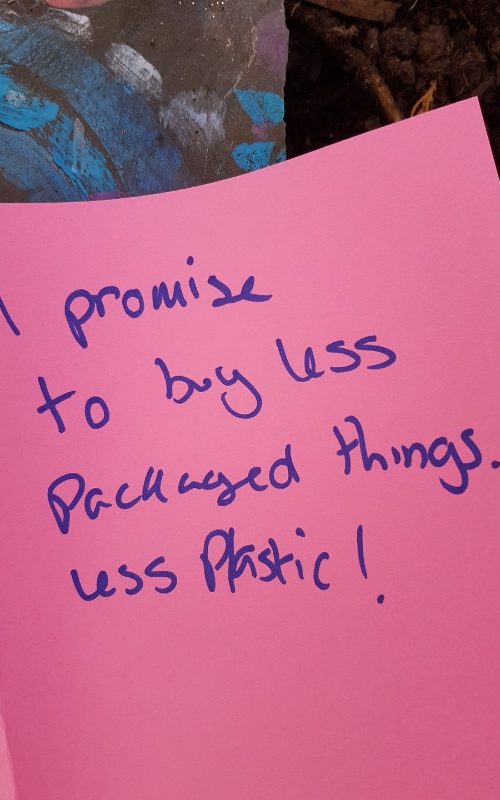 I promise
to buy less
Packaged things.
less Plastic!